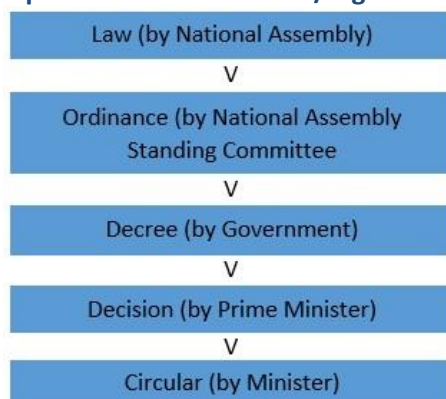 Law (by National Assembly)
V
Ordinance (by National Assembly
Standing Committee
V
Decree (by Government)
V
Decision (by Prime Minister)
V
Circular (by Minister)